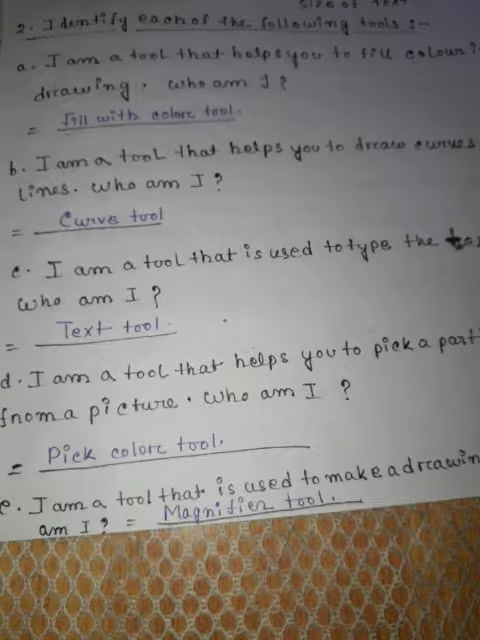 SIZE OF TEXT
2. Identify each of the following tools :-
a. I am a tool that helps you to fill colour i
drawing. Who am I?
= Fill with color tool.
b. I am a tool that helps you to draw curves
lines. Who am I?
= Curve tool
c. I am a tool that is used to type the
who am I?
= Text tool.
d. I am a tool that helps you to pick a part
from a picture. Who am I ?
= Pick color tool.
e. I am a tool that is used to make a drawin
am I? = Magnifier tool.